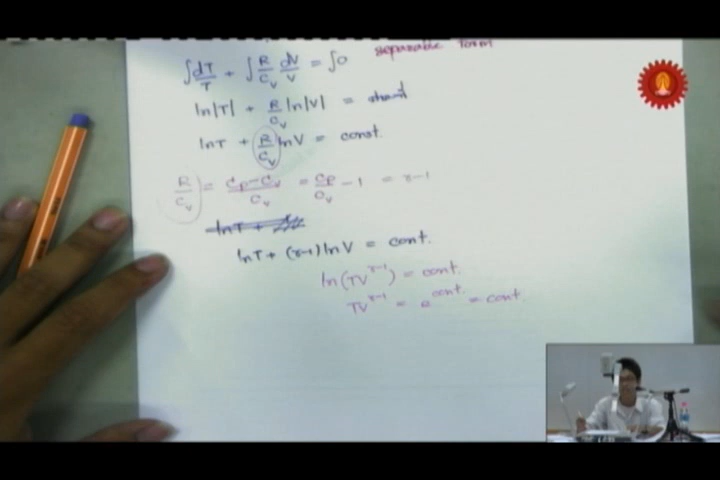 separable form
∫dT/T + ∫R/Cv dV/V = ∫0
ln|T| + R/Cv ln|V| =
lnT + R/Cv lnV = const.
R/Cv = Cp-Cv/Cv = Cp/Cv - 1 = r-1
lnT +
lnT + (r-1) lnV = cont.
ln(TV^r-1) = cont.
TV^r-1 = e^cont. = cont.